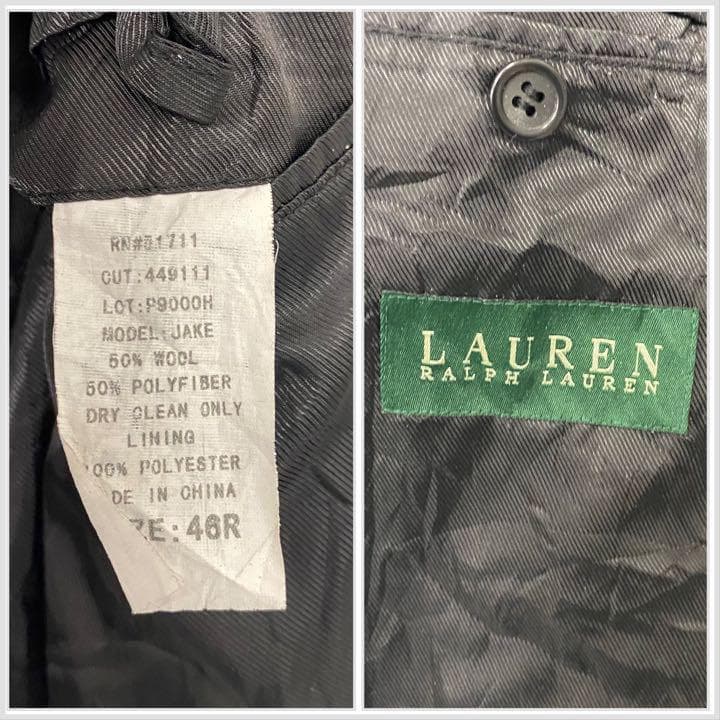 RN#51711
CUT:449111
LOT:P9000H
MODEL:JAKE
50% WOOL
50% POLYFIBER
DRY CLEAN ONLY
LINING
00% POLYESTER
DE IN CHINA
ZE:46R
LAUREN
RALPH LAUREN